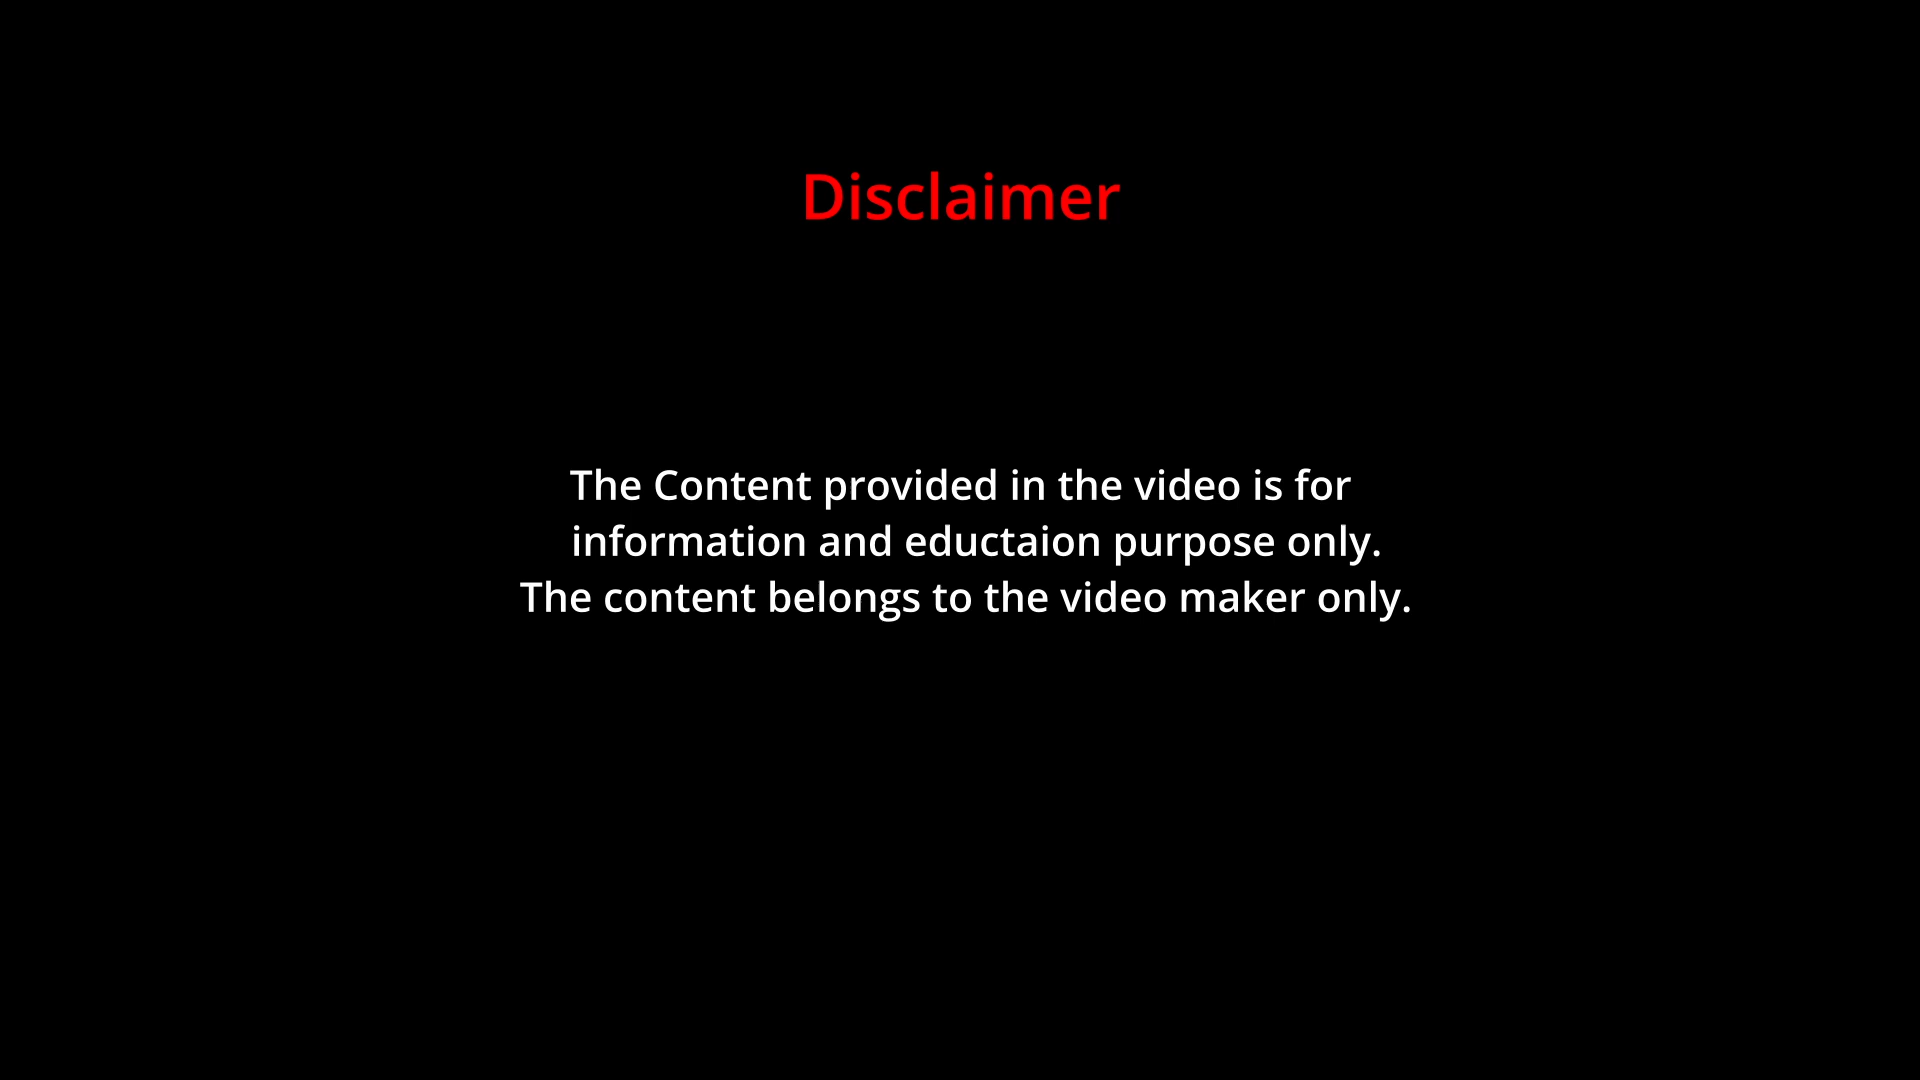 Disclaimer
The Content provided in the video is for
information and eductaion purpose only.
The content belongs to the video maker only.